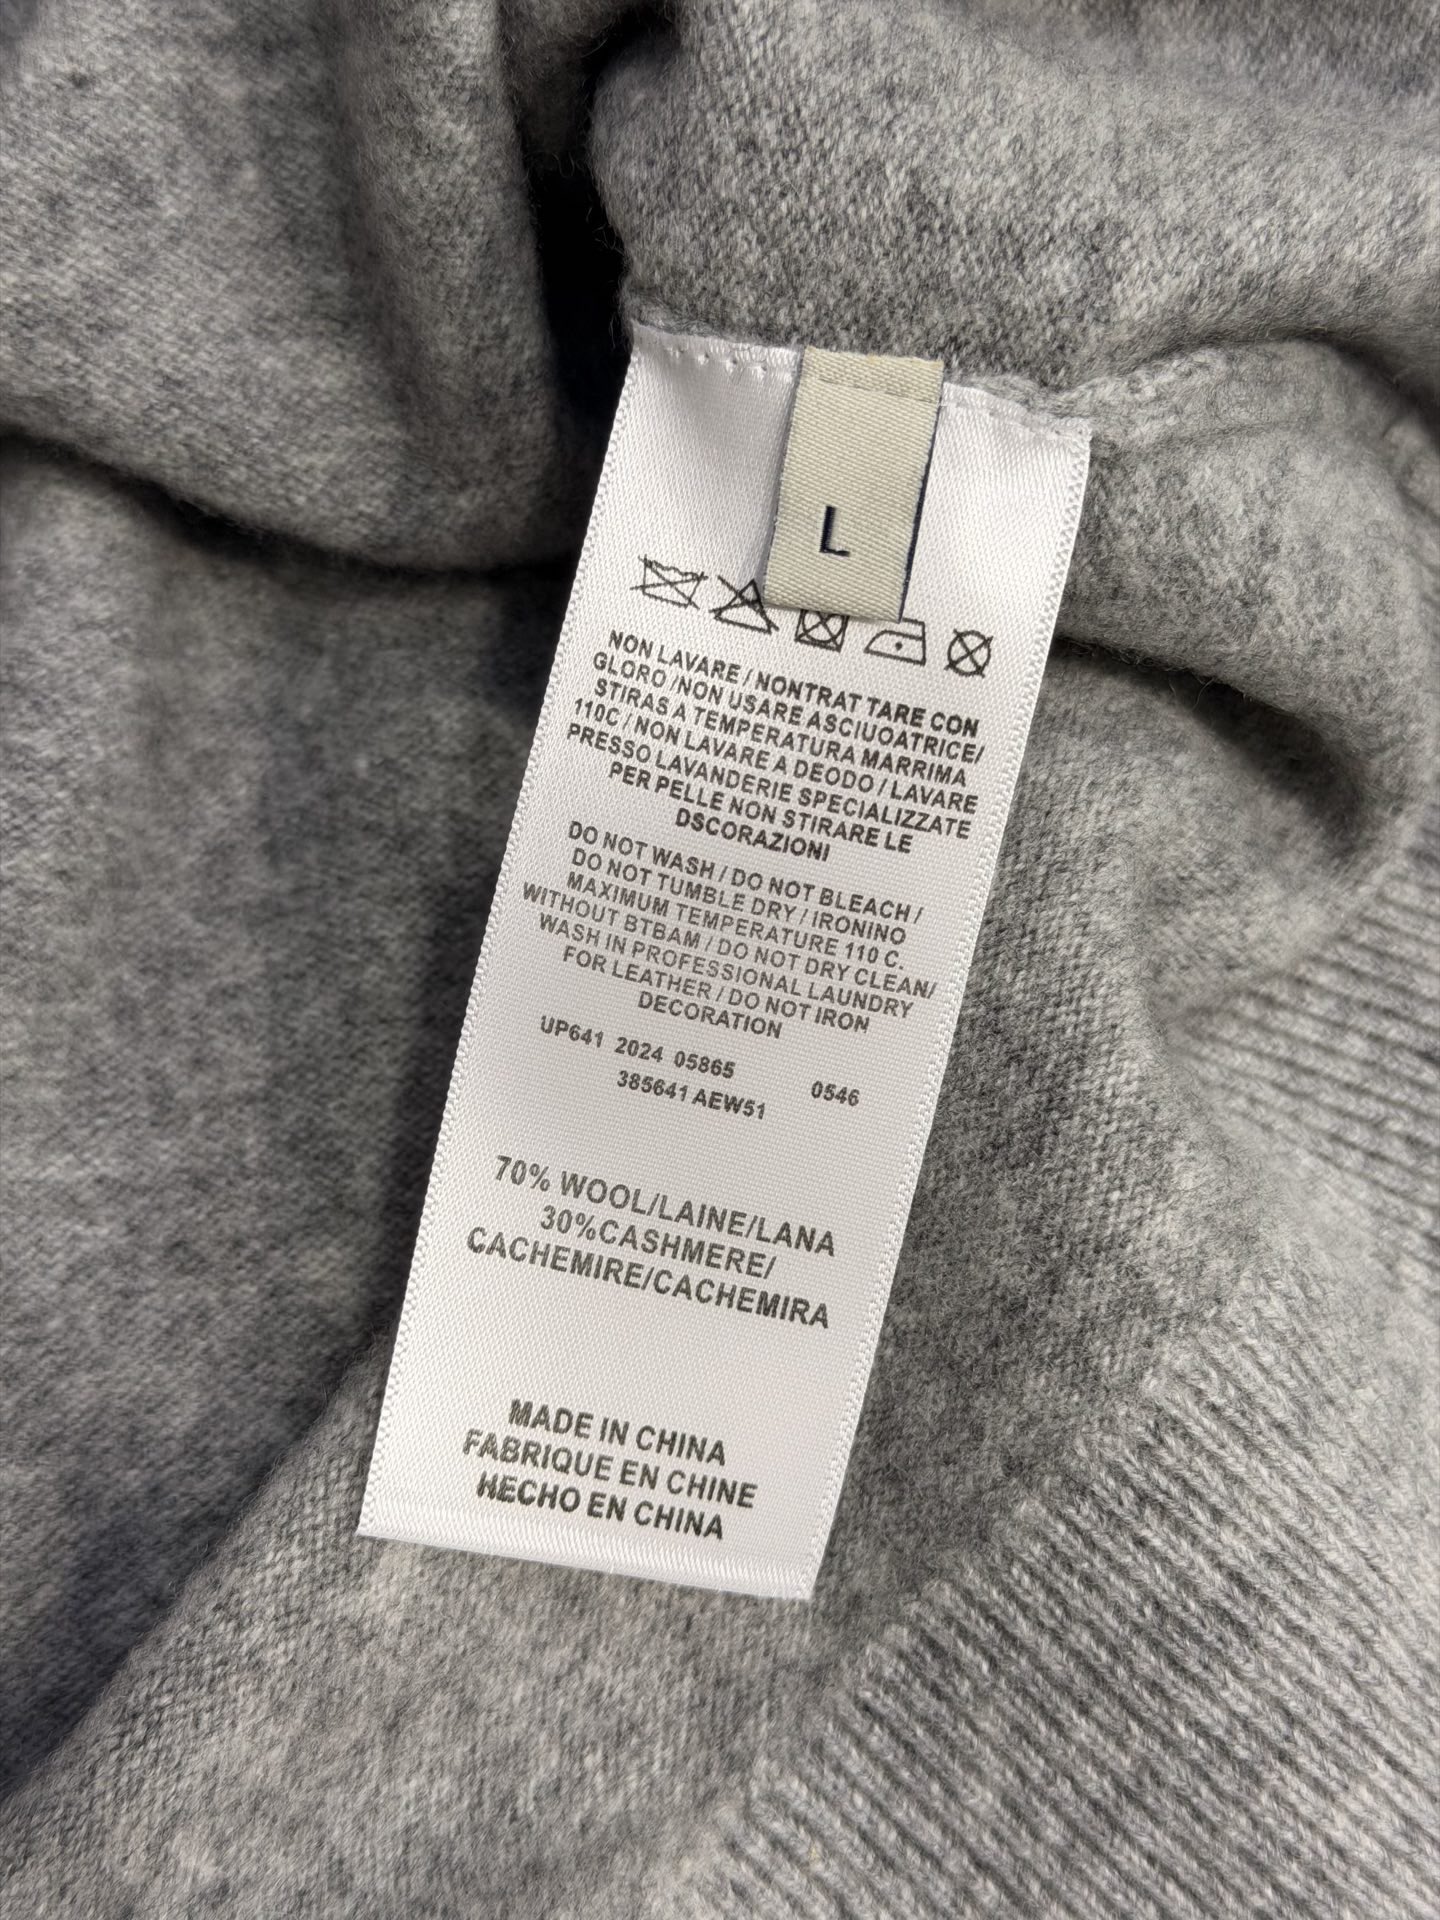 L
NON LAVARE / NONTRAT TARE CON
GLORO /NON USARE ASCIUOATRICE/
STIRAS A TEMPERATURA MARRIMA
110C / NON LAVARE A DEODO / LAVARE
PRESSO LAVANDERIE SPECIALIZZATE
PER PELLE NON STIRARE LE
DSCORAZIONI
DO NOT WASH / DO NOT BLEACH /
DO NOT TUMBLE DRY / IRONINO
MAXIMUM TEMPERATURE 110 C.
WITHOUT BTBAM / DO NOT DRY CLEAN/
WASH IN PROFESSIONAL LAUNDRY
FOR LEATHER / DO NOT IRON
DECORATION
UP641 2024 05865 0546
385641 AEW51
70% WOOL/LAINE/LANA
30%CASHMERE/
CACHEMIRE/CACHEMIRA
MADE IN CHINA
FABRIQUE EN CHINE
HECHO EN CHINA